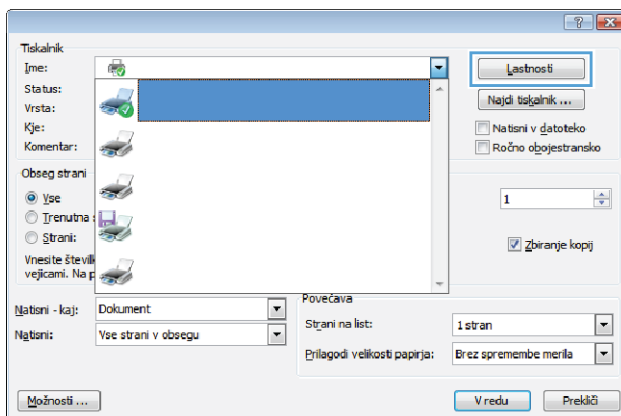 Tiskalnik
Ime:
Status:
Vrsta:
Kje:
Komentar:
Lastnosti
Najdi tiskalnik ...
Natisni v datoteko
Ročno obojestransko
Obseg strani
Vse
Trenutna
Strani:
Vnesite števil
vejicami. Na p
1
Zbiranje kopij
Natisni - kaj: Dokument
Natisni: Vse strani v obsegu
Povečava
Strani na list: 1 stran
Prilagodi velikosti papirja: Brez spremembe merila
Možnosti ...
V redu
Prekliči